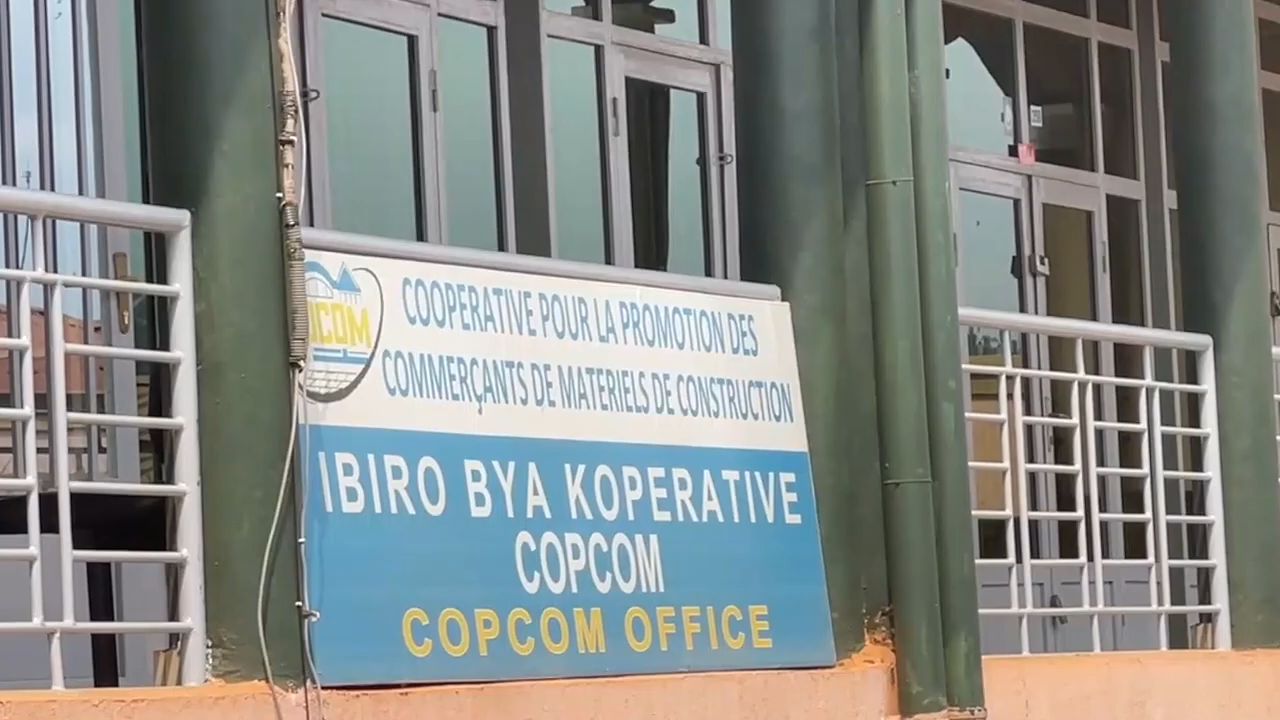 COOPERATIVE POUR LA PROMOTION DES
COMMERÇANTS DE MATERIELS DE CONSTRUCTION
IBIRO BYA KOPERATIVE
COPCOM
COPCOM OFFICE